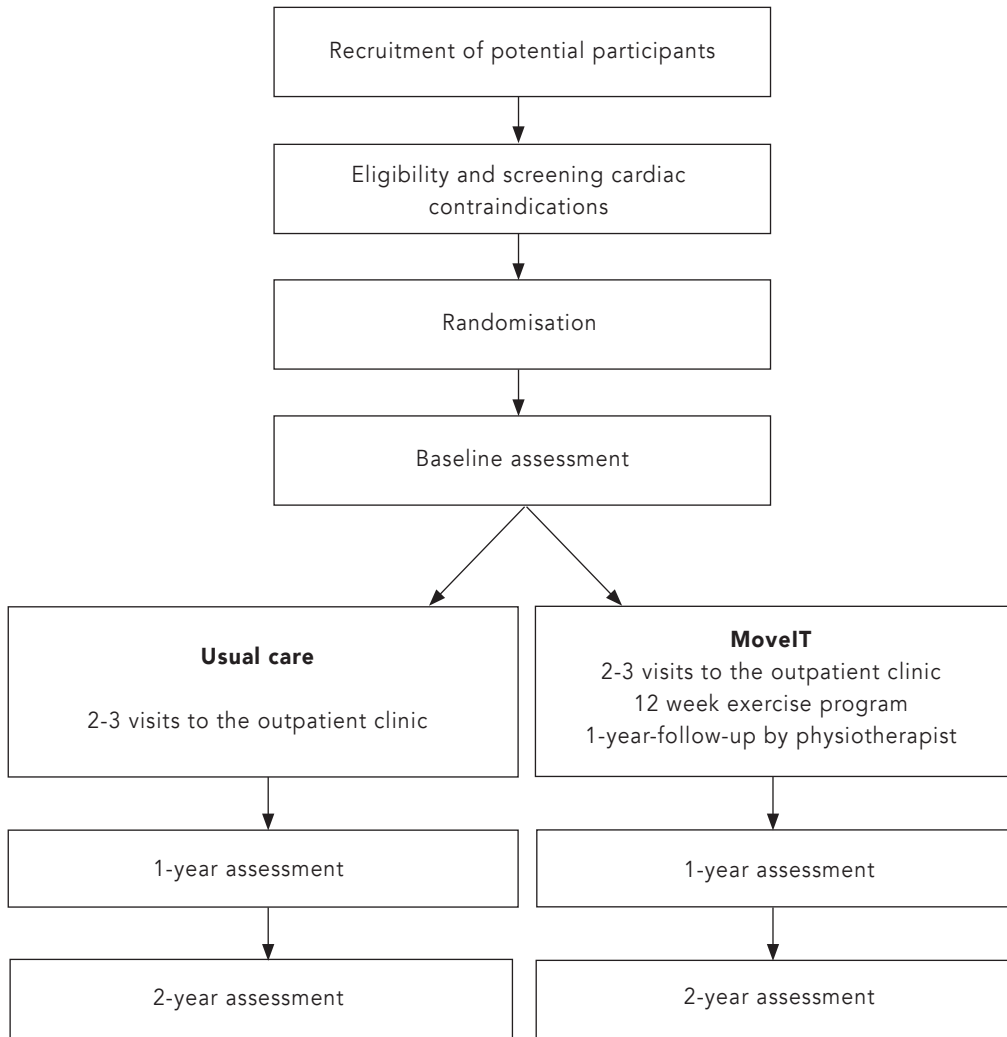 Recruitment of potential participants
Eligibility and screening cardiac
contraindications
Randomisation
Baseline assessment
Usual care
2-3 visits to the outpatient clinic
MoveIT
2-3 visits to the outpatient clinic
12 week exercise program
1-year-follow-up by physiotherapist
1-year assessment
1-year assessment
2-year assessment
2-year assessment